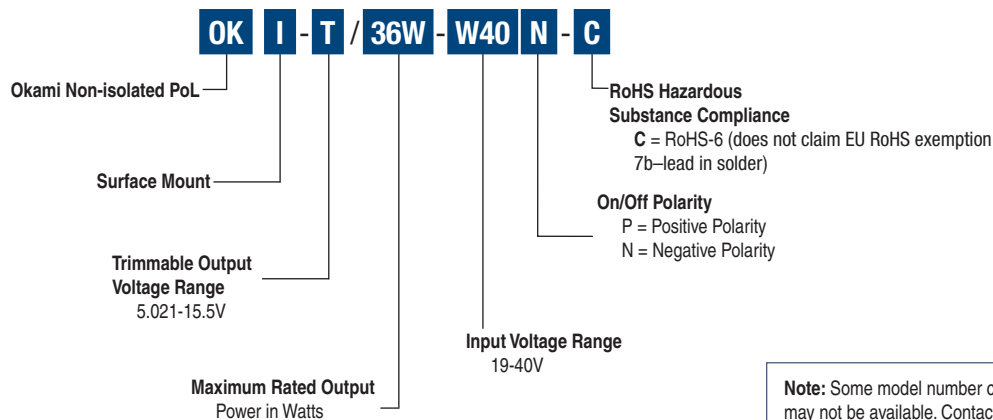 OK I - T / 36W - W40 N - C
Okami Non-isolated PoL
RoHS Hazardous
Substance Compliance
C = RoHS-6 (does not claim EU RoHS exemption
7b–lead in solder)
Surface Mount
On/Off Polarity
P = Positive Polarity
N = Negative Polarity
Trimmable Output
Voltage Range
5.021-15.5V
Input Voltage Range
19-40V
Maximum Rated Output
Power in Watts
Note: Some model number
may not be available. Contac